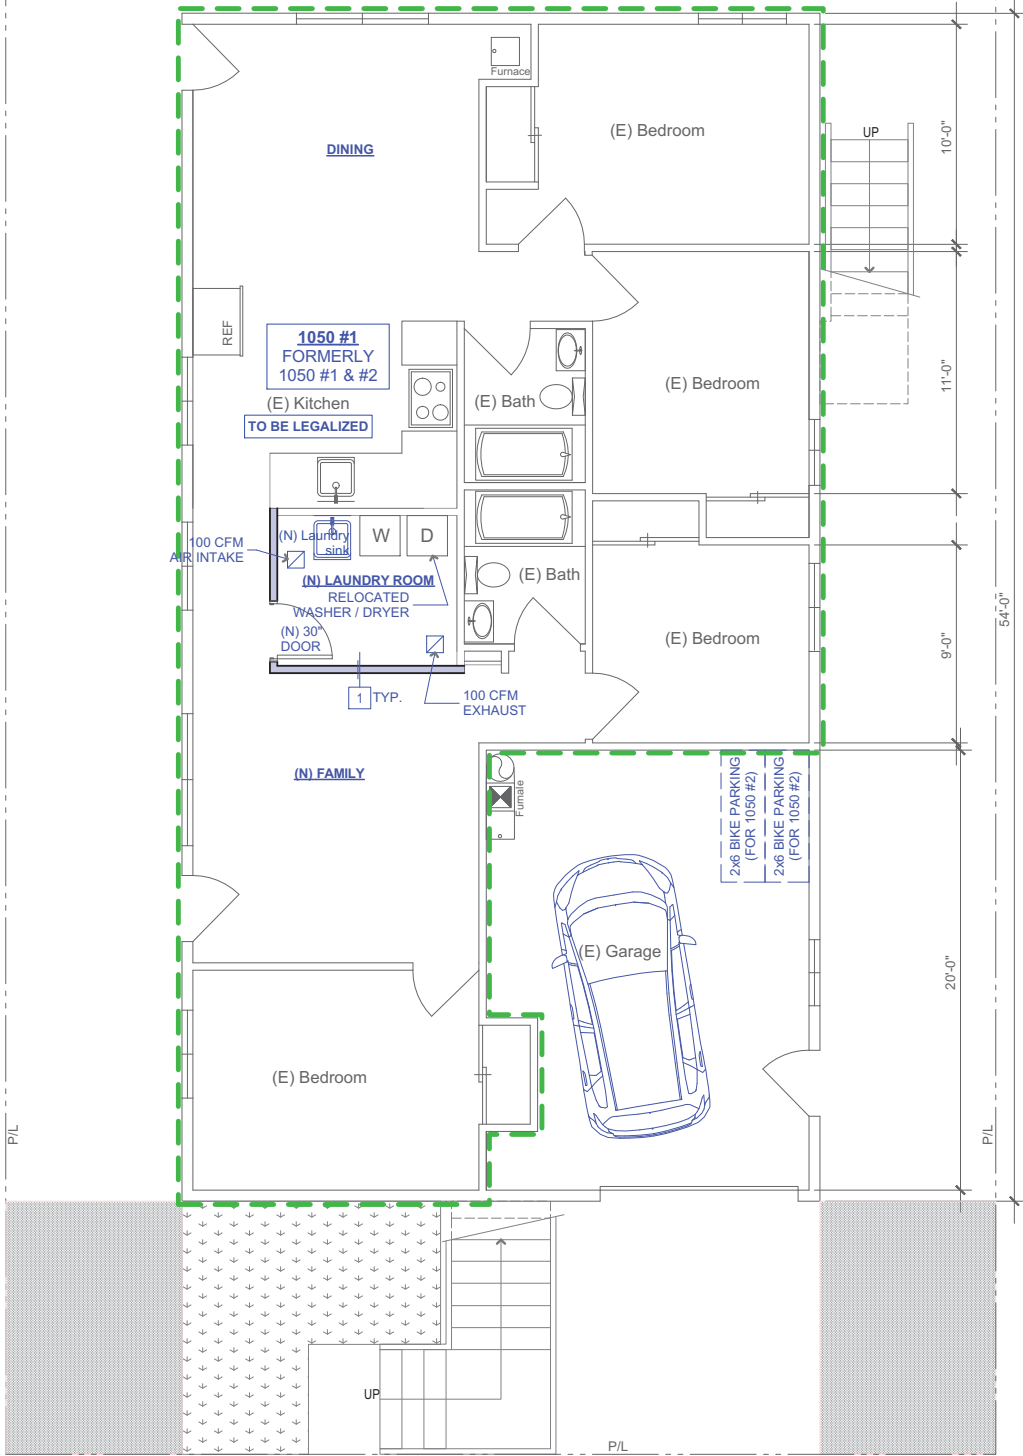 Furnace
(E) Bedroom
UP
10'-0"
DINING
REF
1050 #1
FORMERLY
1050 #1 & #2
(E) Kitchen
TO BE LEGALIZED
(E) Bath
(E) Bedroom
11'-0"
100 CFM
AIR INTAKE
(N) Laundry
sink
W
D
(N) LAUNDRY ROOM
RELOCATED
WASHER / DRYER
(N) 30"
DOOR
(E) Bath
(E) Bedroom
9'-0"
54'-0"
1
TYP.
100 CFM
EXHAUST
(N) FAMILY
Furnale
2x6 BIKE PARKING
(FOR 1050 #2)
2x6 BIKE PARKING
(FOR 1050 #2)
(E) Garage
20'-0"
(E) Bedroom
P/L
P/L
UP
P/L